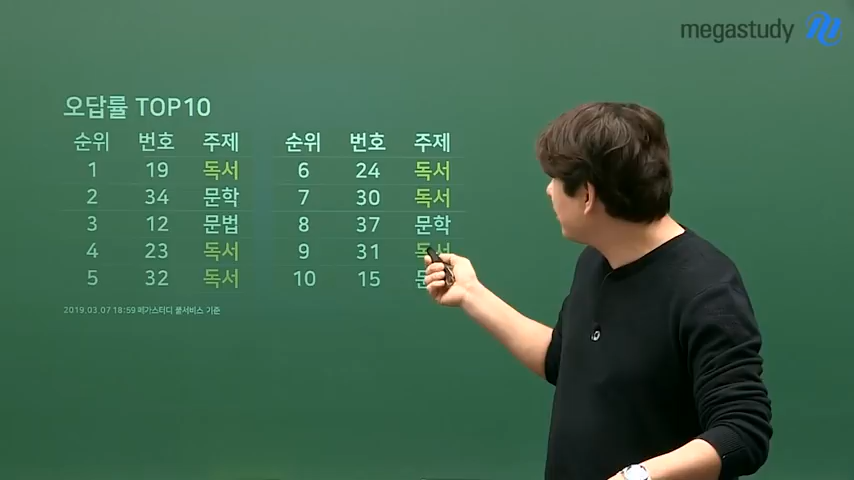 megastudy
오답률 TOP10
순위 번호 주제 순위 번호 주제
1 19 독서 6 24 독서
2 34 문학 7 30 독서
3 12 문법 8 37 문학
4 23 독서 9 31 독서
5 32 독서 10 15
2019.03.07 18:59 메가스터디 풀서비스 기준